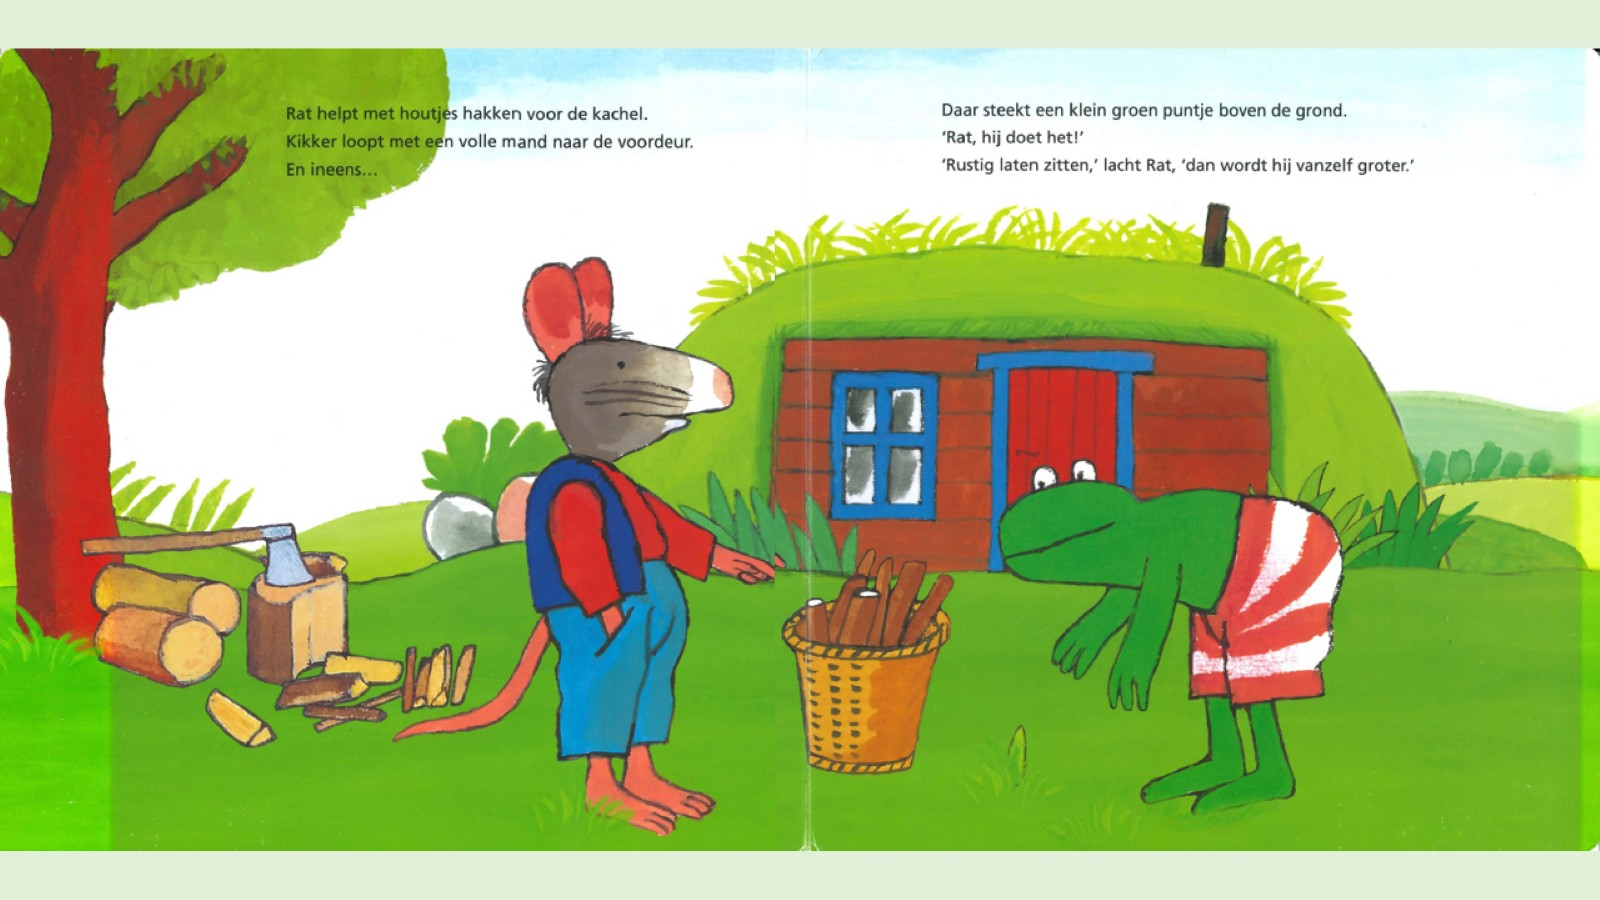 Rat helpt met houtjes hakken voor de kachel.
Kikker loopt met een volle mand naar de voordeur.
En ineens…
Daar steekt een klein groen puntje boven de grond.
‘Rat, hij doet het!’
‘Rustig laten zitten,’ lacht Rat, ‘dan wordt hij vanzelf groter.’